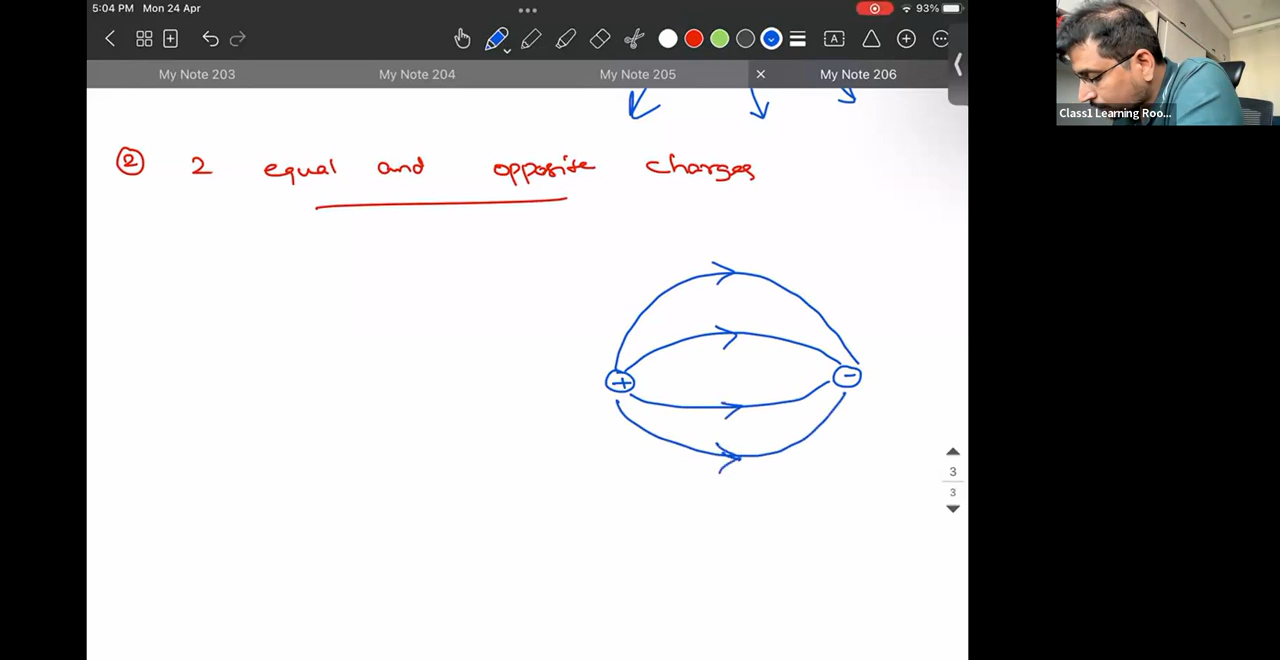 5:04 PM Mon 24 Apr
93%
A
My Note 203
My Note 204
My Note 205
My Note 206
Class1 Learning Roo...
② 2 equal and opposite charges
+
-
3
3